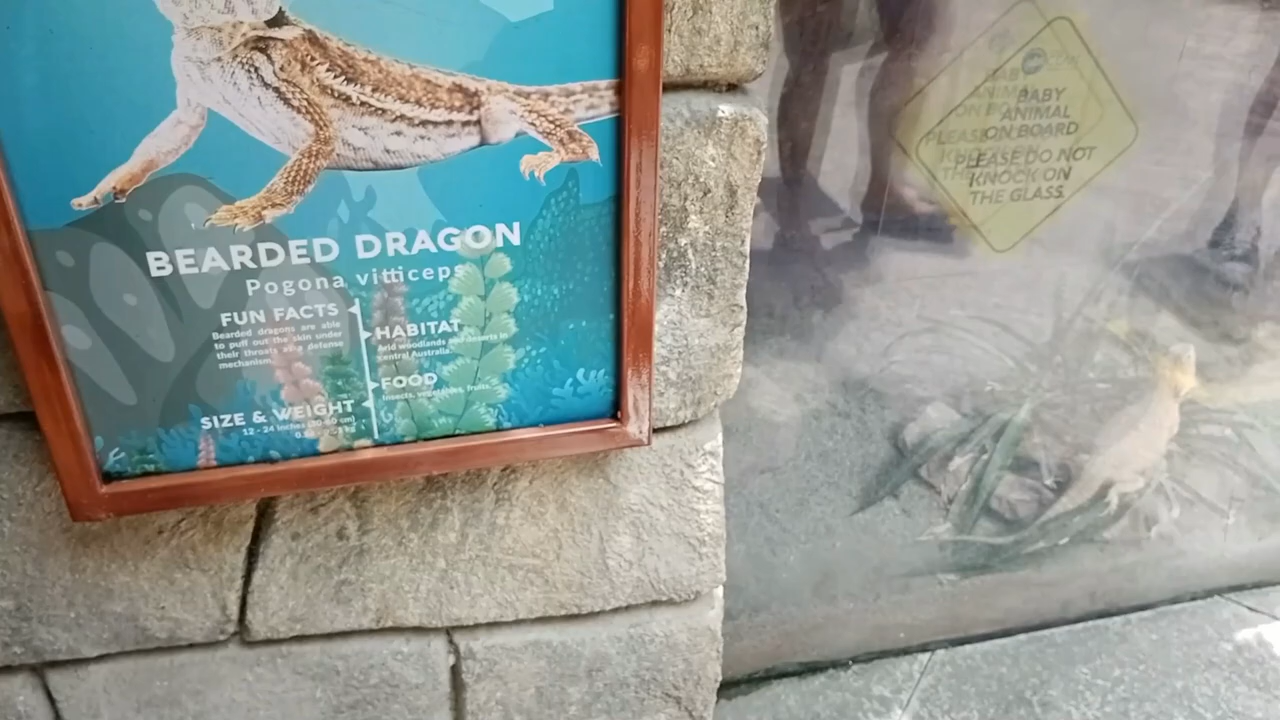 BEARDED DRAGON
Pogona vitticeps
FUN FACTS
Bearded dragons are able
to puff out the skin under
their throats as a defense
mechanism.
HABITAT
Arid woodlands and deserts in
central Australia.
FOOD
Insects, vegetables, fruits.
SIZE & WEIGHT
12 - 24 inches (30-60 cm)
BABY
ANIMAL
ON BOARD
PLEASE DO NOT
KNOCK ON
THE GLASS.